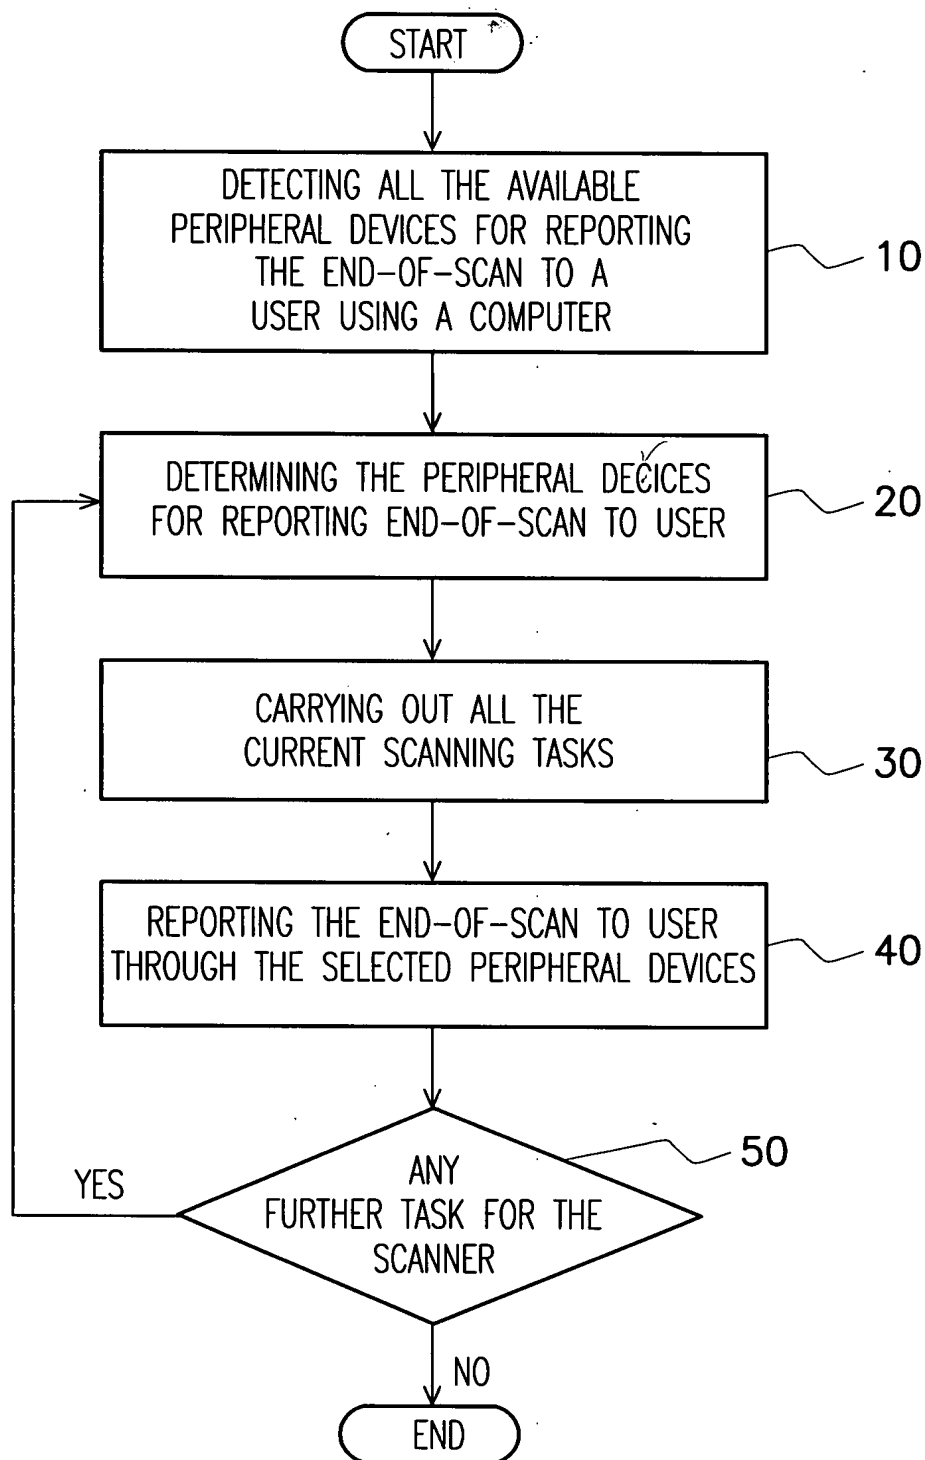 START
DETECTING ALL THE AVAILABLE
PERIPHERAL DEVICES FOR REPORTING
THE END-OF-SCAN TO A
USER USING A COMPUTER
10
DETERMINING THE PERIPHERAL DECICES
FOR REPORTING END-OF-SCAN TO USER
20
CARRYING OUT ALL THE
CURRENT SCANNING TASKS
30
REPORTING THE END-OF-SCAN TO USER
THROUGH THE SELECTED PERIPHERAL DEVICES
40
50
ANY
FURTHER TASK FOR THE
SCANNER
YES
NO
END